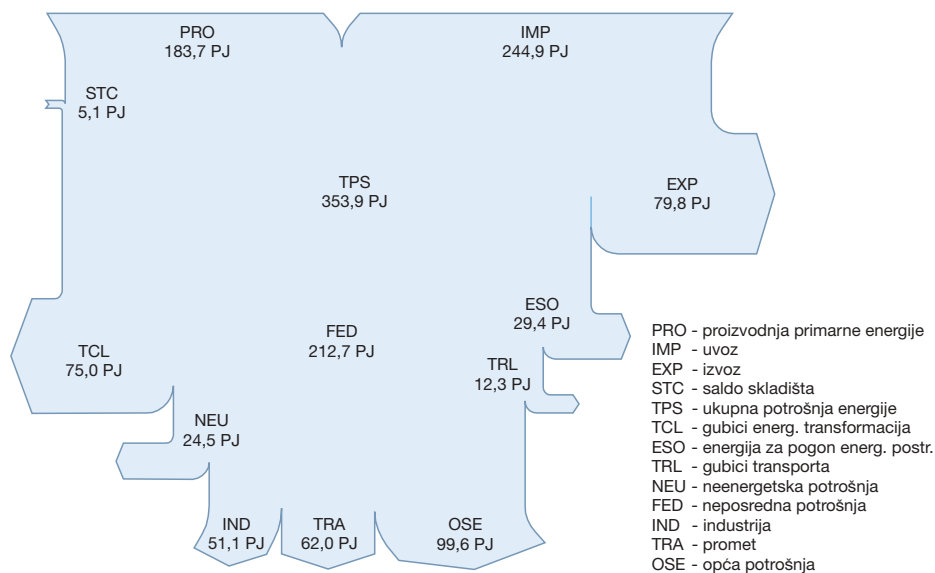 PRO
183,7 PJ
IMP
244,9 PJ
STC
5,1 PJ
TPS
353,9 PJ
EXP
79,8 PJ
ESO
29,4 PJ
FED
212,7 PJ
TCL
75,0 PJ
TRL
12,3 PJ
NEU
24,5 PJ
IND
51,1 PJ
TRA
62,0 PJ
OSE
99,6 PJ
PRO - proizvodnja primarne energije
IMP - uvoz
EXP - izvoz
STC - saldo skladišta
TPS - ukupna potrošnja energije
TCL - gubici energ. transformacija
ESO - energija za pogon energ. postr.
TRL - gubici transporta
NEU - neenergetska potrošnja
FED - neposredna potrošnja
IND - industrija
TRA - promet
OSE - opća potrošnja